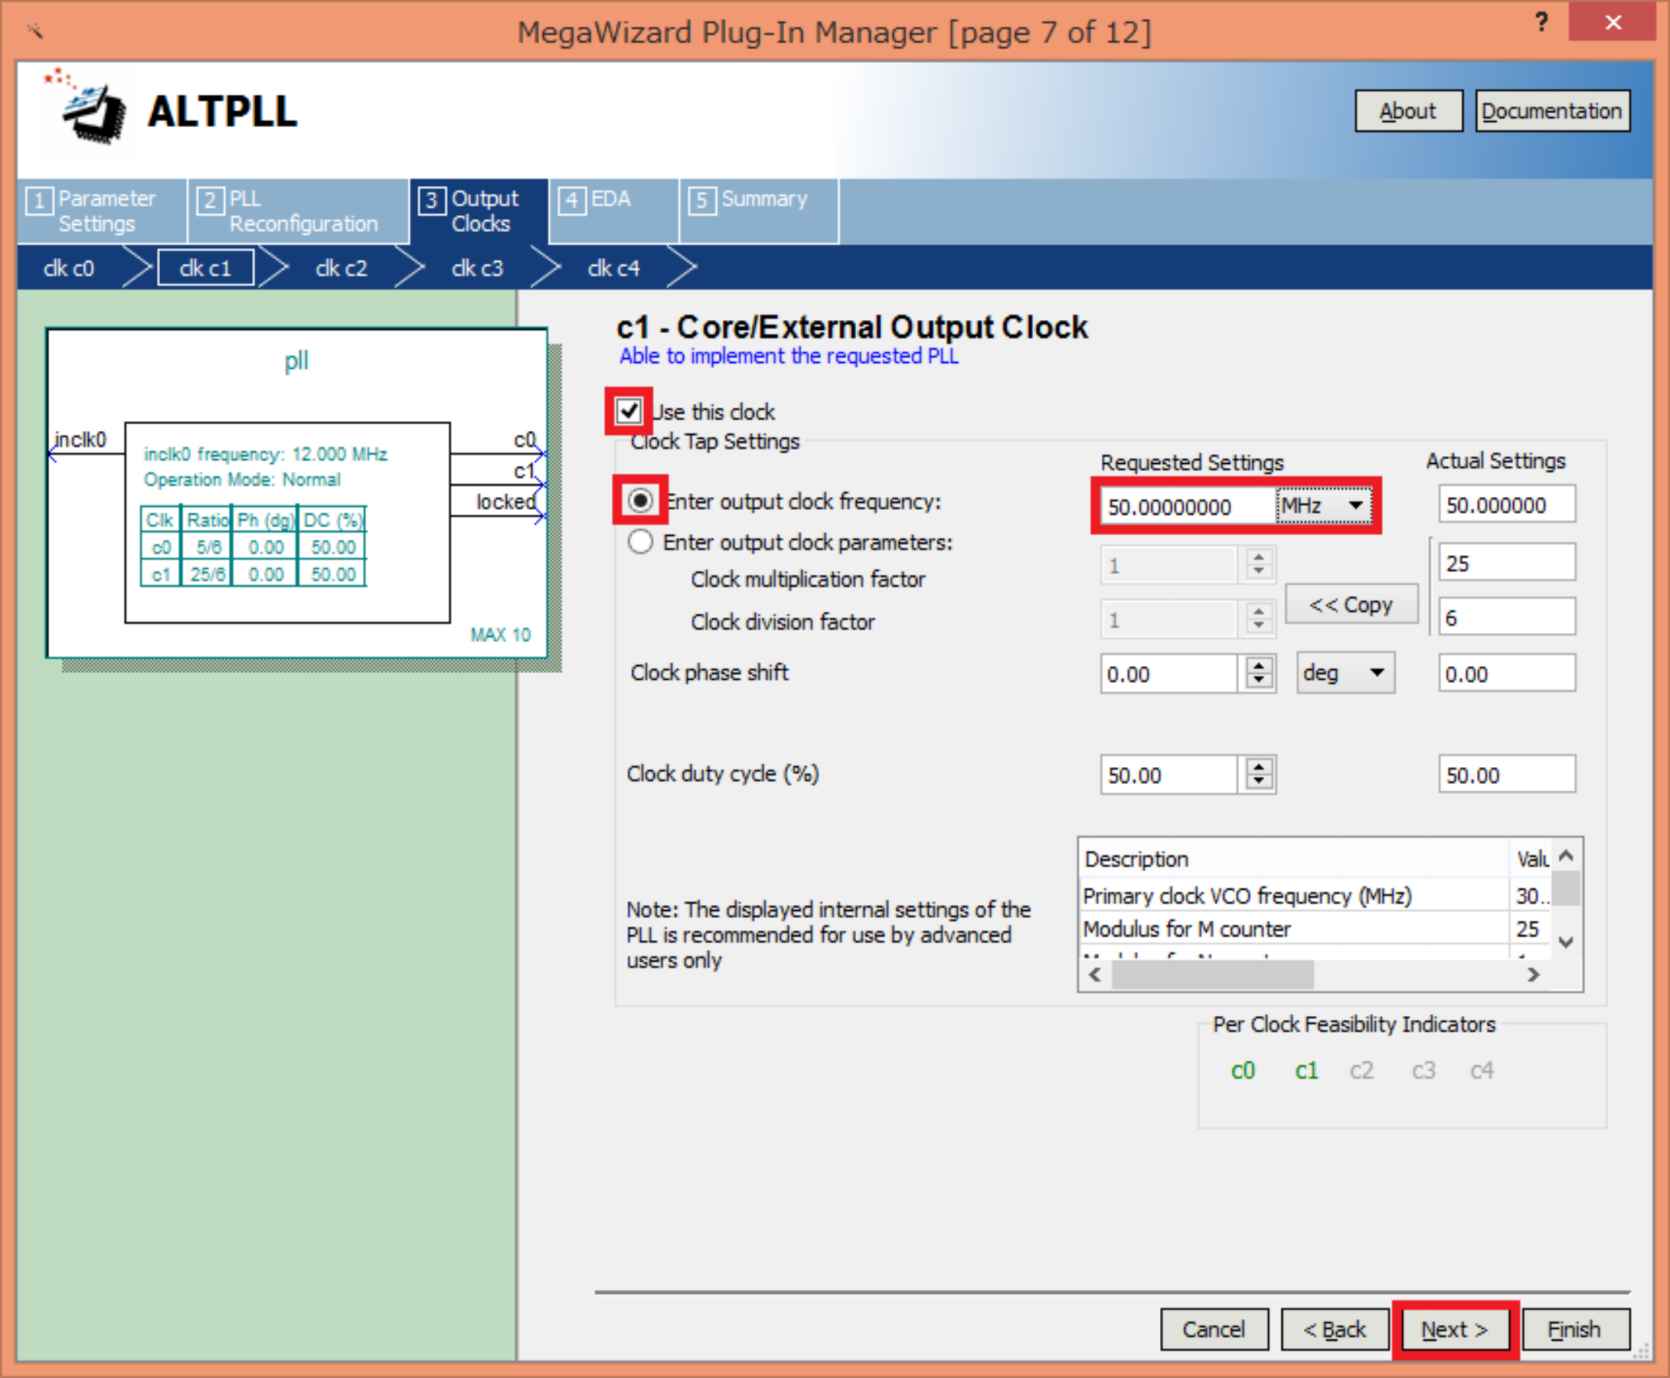 MegaWizard Plug-In Manager [page 7 of 12]
?
ALTPLL
About
Documentation
1 Parameter Settings
2 PLL Reconfiguration
3 Output Clocks
4 EDA
5 Summary
clk c0
clk c1
clk c2
clk c3
clk c4
pll
inclk0
inclk0 frequency: 12.000 MHz
Operation Mode: Normal
Clk Ratio Ph (dg) DC (%)
c0 5/6 0.00 50.00
c1 25/6 0.00 50.00
c0
c1
locked
MAX 10
c1 - Core/External Output Clock
Able to implement the requested PLL
Use this clock
Clock Tap Settings
Requested Settings
Actual Settings
Enter output clock frequency:
50.00000000 MHz
50.000000
Enter output clock parameters:
Clock multiplication factor
1
25
Clock division factor
1
<< Copy
6
Clock phase shift
0.00
deg
0.00
Clock duty cycle (%)
50.00
50.00
Note: The displayed internal settings of the
PLL is recommended for use by advanced
users only
Description
Primary clock VCO frequency (MHz) 30..
Modulus for M counter 25
Per Clock Feasibility Indicators
c0 c1 c2 c3 c4
Cancel
< Back
Next >
Finish